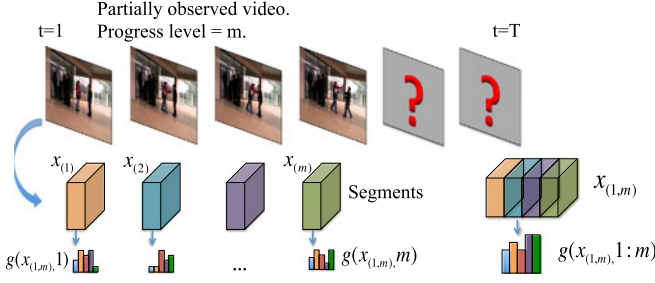 Partially observed video.
t=1 Progress level = m. t=T
? ?
x(1) x(2) x(m) Segments x(1,m)
g(x(1,m),1) ... g(x(1,m),m) g(x(1,m),1:m)